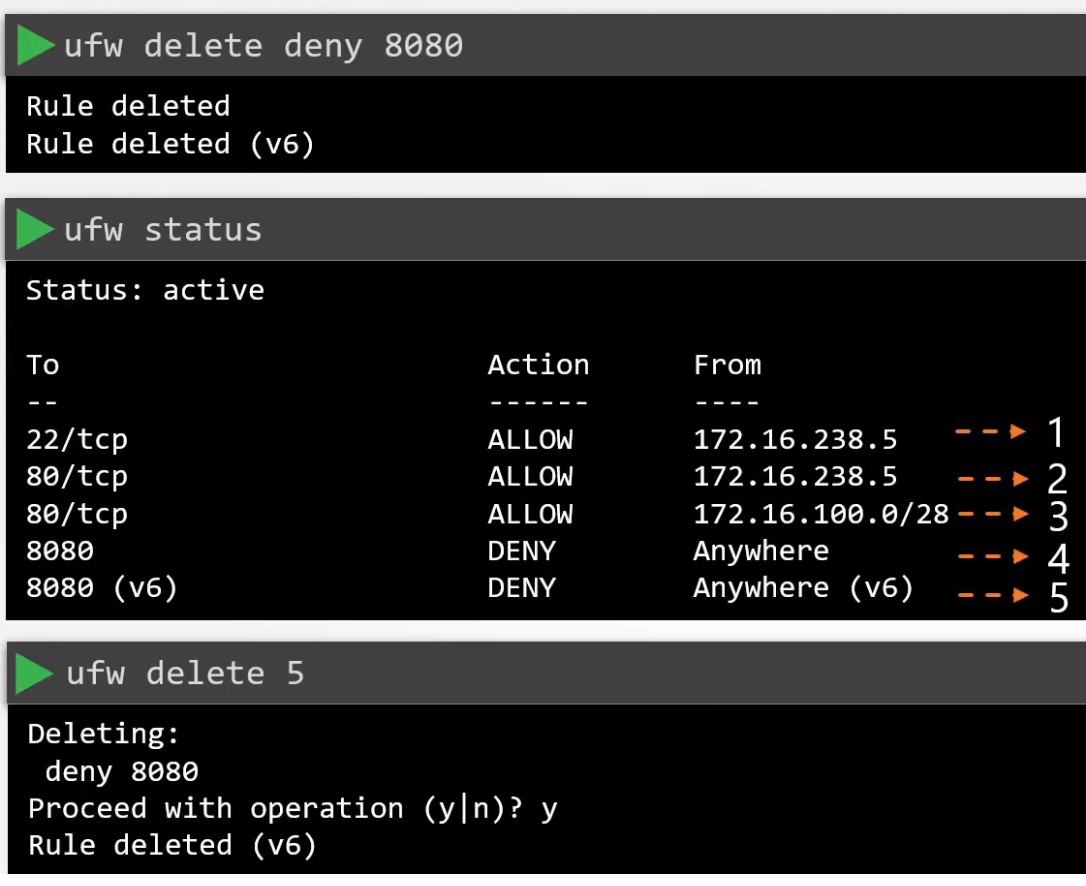 ufw delete deny 8080
Rule deleted
Rule deleted (v6)
ufw status
Status: active
To Action From
-- ------ ----
22/tcp ALLOW 172.16.238.5 1
80/tcp ALLOW 172.16.238.5 2
80/tcp ALLOW 172.16.100.0/28 3
8080 DENY Anywhere 4
8080 (v6) DENY Anywhere (v6) 5
ufw delete 5
Deleting:
 deny 8080
Proceed with operation (y|n)? y
Rule deleted (v6)